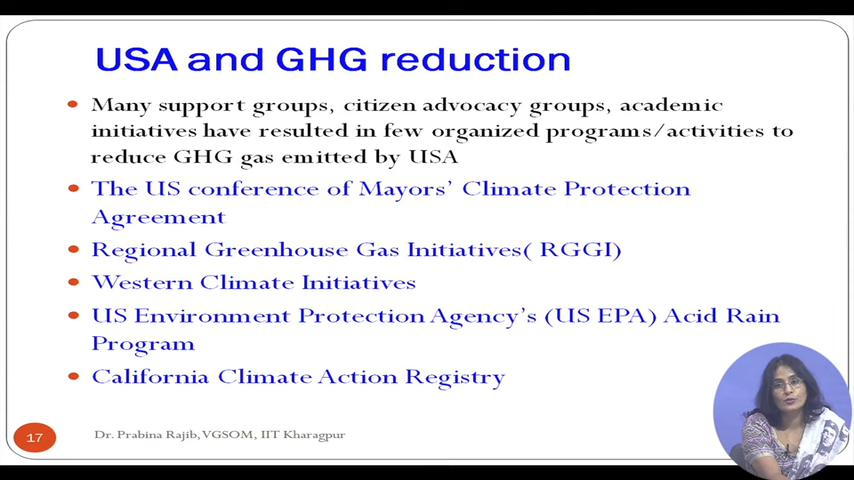 USA and GHG reduction
Many support groups, citizen advocacy groups, academic
initiatives have resulted in few organized programs/activities to
reduce GHG gas emitted by USA
The US conference of Mayors' Climate Protection
Agreement
Regional Greenhouse Gas Initiatives( RGGI)
Western Climate Initiatives
US Environment Protection Agency's (US EPA) Acid Rain
Program
California Climate Action Registry
17
Dr. Prabina Rajib, VGSOM, IIT Kharagpur